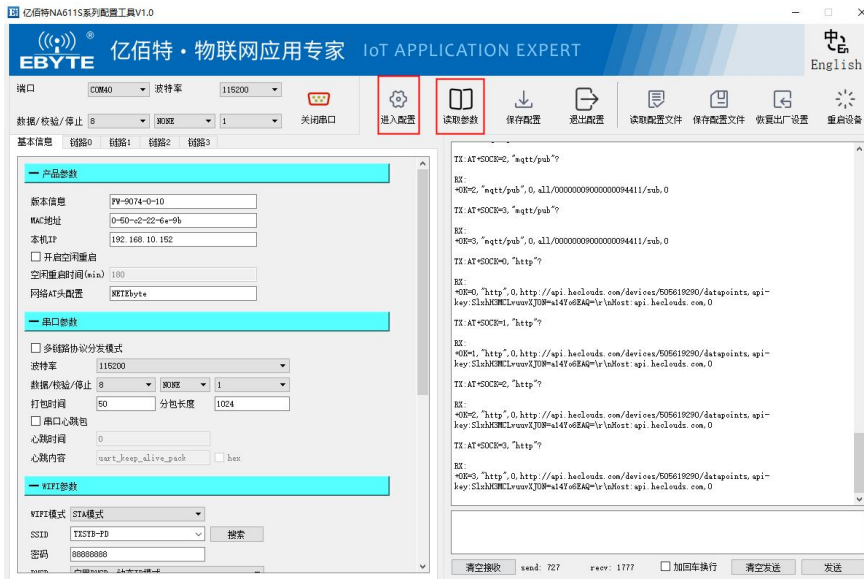 亿佰特NA611S系列配置工具V1.0
((())) ®
EBYTE 亿佰特·物联网应用专家 IoT APPLICATION EXPERT
中En
English
端口 COM40 波特率 115200
数据/校验/停止 8 NONE 1
关闭串口 进入配置 读取参数 保存配置 退出配置 读取配置文件 保存配置文件 恢复出厂设置 重启设备
基本信息 链路0 链路1 链路2 链路3
一 产品参数
版本信息 FW-9074-0-10
MAC地址 0-50-c2-22-6e-9b
本机IP 192.168.10.152
开启空闲重启
空闲重启时间(min) 180
网络AT头配置 NETEbyte
一 串口参数
多链路协议分发模式
波特率 115200
数据/校验/停止 8 NONE 1
打包时间 50 分包长度 1024
串口心跳包
心跳时间 0
心跳内容 uart_keep_alive_pack hex
一 WIFI参数
WIFI模式 STA模式
SSID TXSYB-PD 搜索
密码 88888888
TX:AT+SOCK=2,"mqtt/pub"?
RX:
+OK=2,"mqtt/pub",0,all/00000009000000094411/sub,0
TX:AT+SOCK=3,"mqtt/pub"?
RX:
+OK=3,"mqtt/pub",0,all/00000009000000094411/sub,0
TX:AT+SOCK=0,"http"?
RX:
+OK=0,"http",0,http://api.heclouds.com/devices/505619290/datapoints,api-
key:SlxhM3MCLvuuvXJON=a14Yo6EAQ=\r\nHost:api.heclouds.com,0
TX:AT+SOCK=1,"http"?
RX:
+OK=1,"http",0,http://api.heclouds.com/devices/505619290/datapoints,api-
key:SlxhM3MCLvuuvXJON=a14Yo6EAQ=\r\nHost:api.heclouds.com,0
TX:AT+SOCK=2,"http"?
RX:
+OK=2,"http",0,http://api.heclouds.com/devices/505619290/datapoints,api-
key:SlxhM3MCLvuuvXJON=a14Yo6EAQ=\r\nHost:api.heclouds.com,0
TX:AT+SOCK=3,"http"?
RX:
+OK=3,"http",0,http://api.heclouds.com/devices/505619290/datapoints,api-
key:SlxhM3MCLvuuvXJON=a14Yo6EAQ=\r\nHost:api.heclouds.com,0
清空接收 send: 727 recv: 1777 加回车换行 清空发送 发送